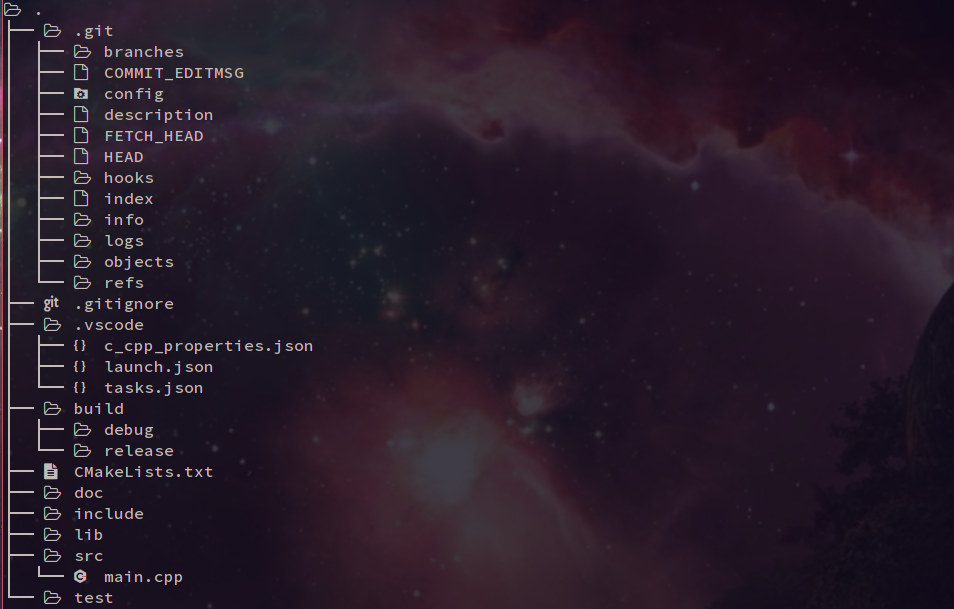 .
.git
branches
COMMIT_EDITMSG
config
description
FETCH_HEAD
HEAD
hooks
index
info
logs
objects
refs
git .gitignore
.vscode
{} c_cpp_properties.json
{} launch.json
{} tasks.json
build
debug
release
CMakeLists.txt
doc
include
lib
src
main.cpp
test